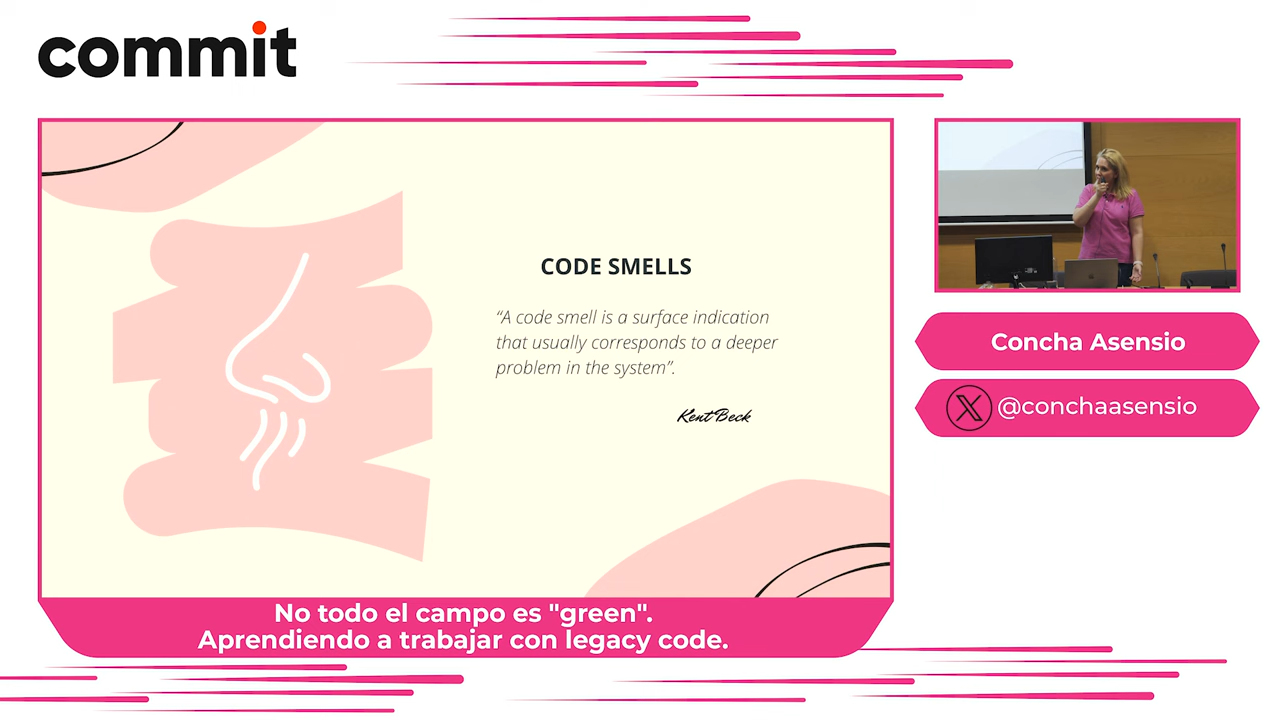 commit
CODE SMELLS
“A code smell is a surface indication
that usually corresponds to a deeper
problem in the system”.
Kent Beck
No todo el campo es "green".
Aprendiendo a trabajar con legacy code.
Concha Asensio
@conchaasensio